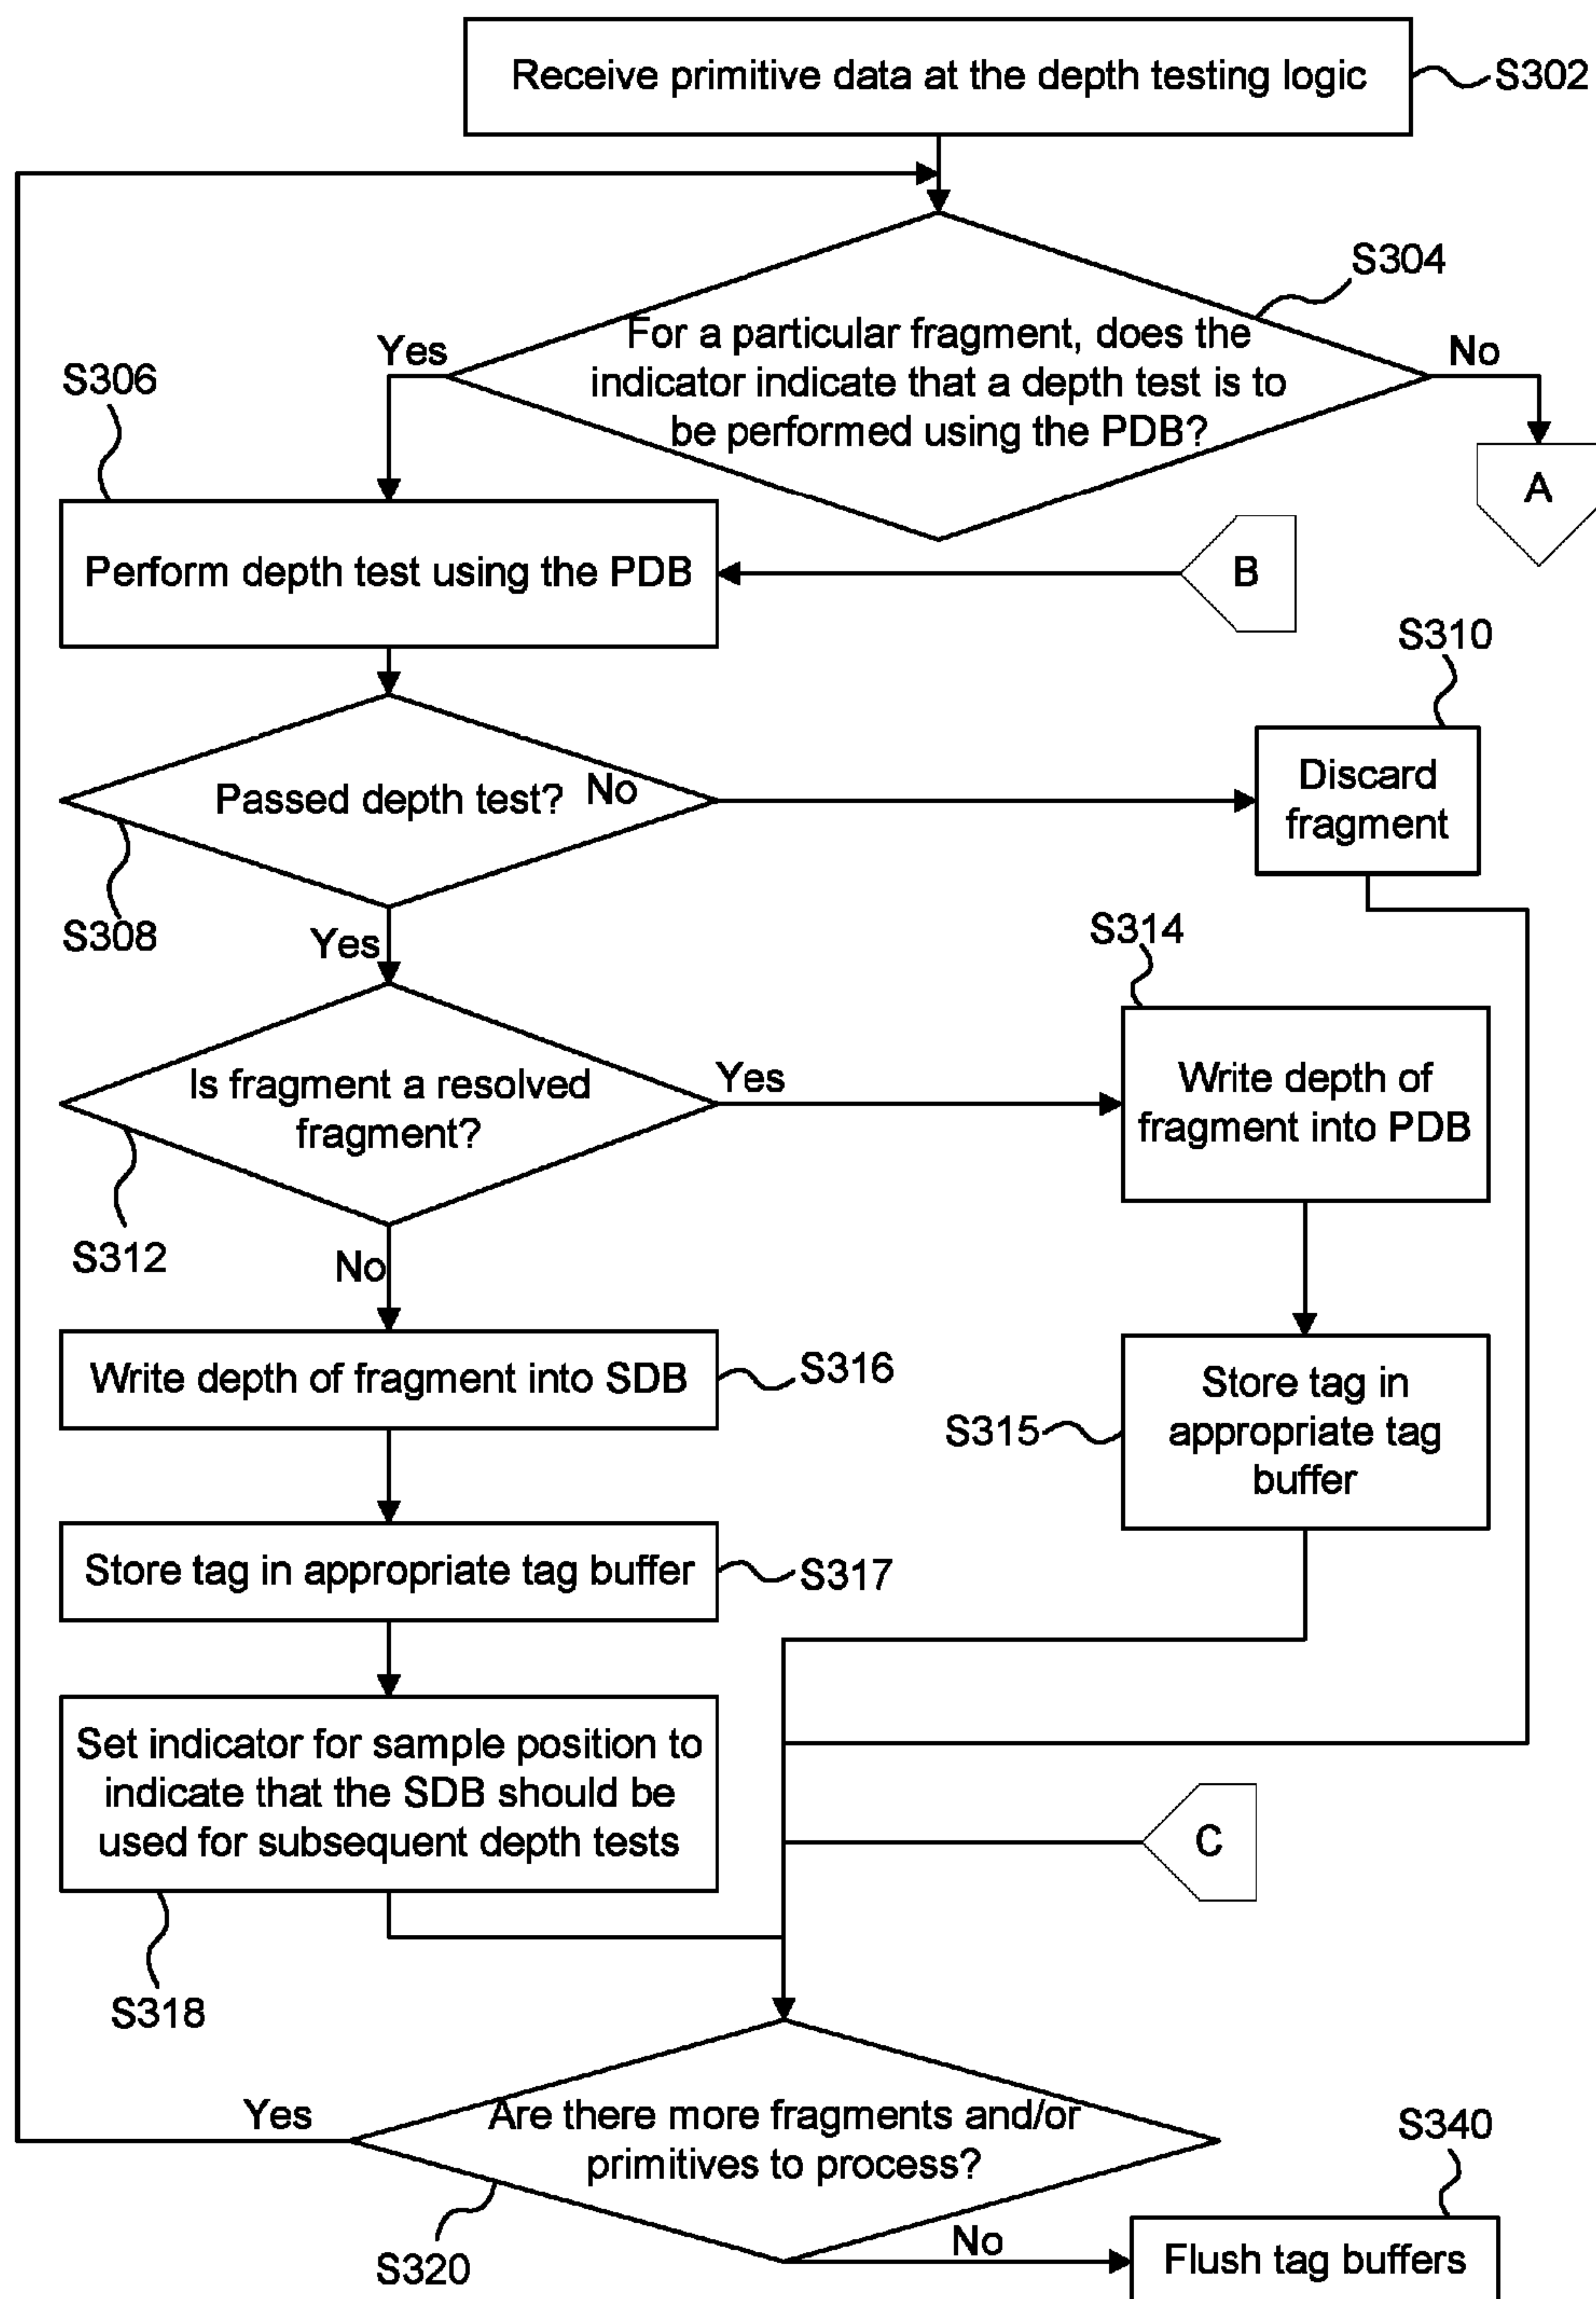 Receive primitive data at the depth testing logic
S302
S304
For a particular fragment, does the
indicator indicate that a depth test is to
be performed using the PDB?
Yes
No
S306
A
Perform depth test using the PDB
B
S310
Passed depth test?
No
Discard
fragment
S308
Yes
S314
Is fragment a resolved
fragment?
Yes
Write depth of
fragment into PDB
S312
No
Write depth of fragment into SDB
S316
Store tag in
appropriate tag
buffer
S315
Store tag in appropriate tag buffer
S317
Set indicator for sample position to
indicate that the SDB should be
used for subsequent depth tests
C
S318
Yes
Are there more fragments and/or
primitives to process?
S340
S320
No
Flush tag buffers